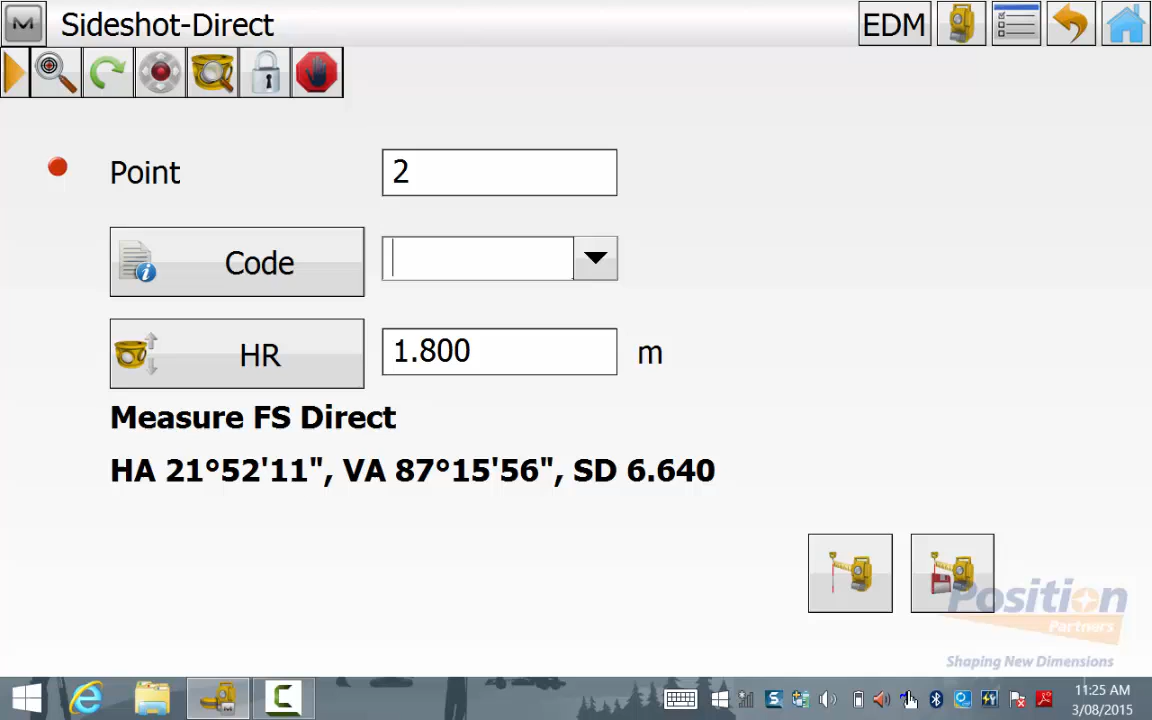 Sideshot-Direct
EDM
Point
2
Code
HR
1.800
m
Measure FS Direct
HA 21°52'11", VA 87°15'56", SD 6.640
Position
Partners
Shaping New Dimensions
11:25 AM
3/08/2015